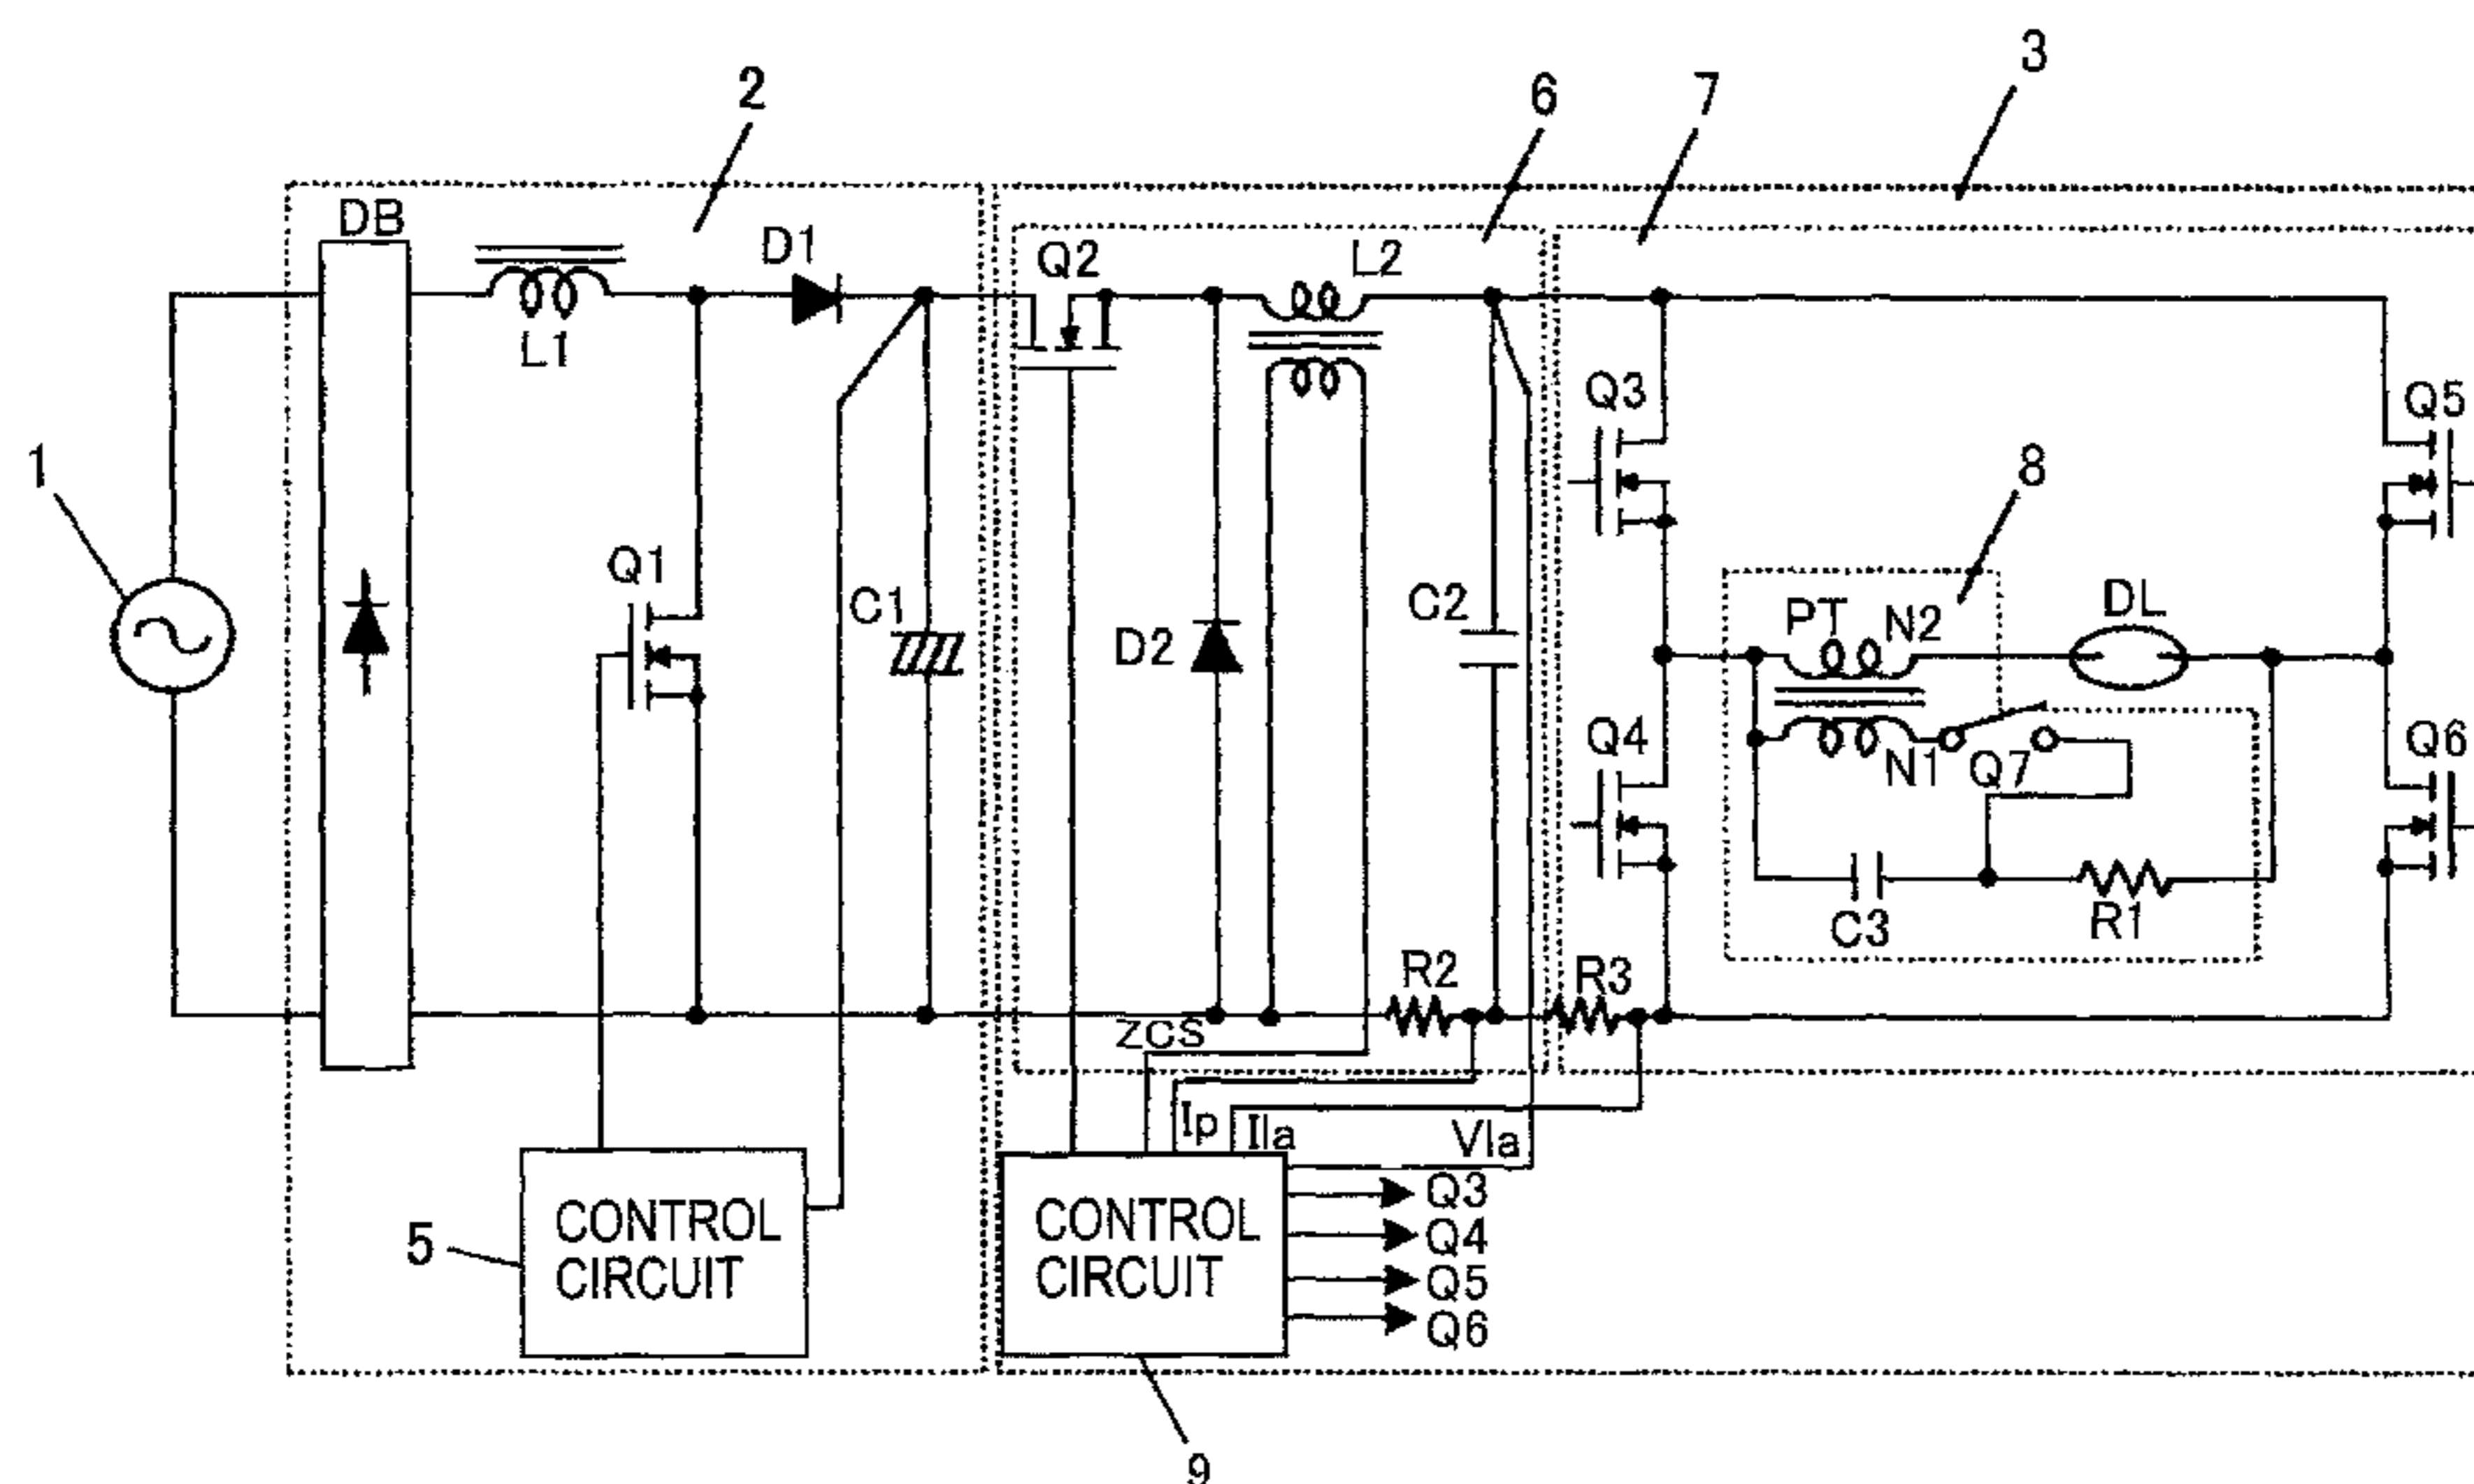 3
2
6
7
DB
D1
Q2
L2
L1
Q3
Q5
1
8
Q1
C1
D2
C2
PT
N2
DL
Q4
N1
Q7
Q6
C3
R1
R2
R3
ZCS
Ip
Ila
Vla
5
CONTROL
CIRCUIT
CONTROL
CIRCUIT
Q3
Q4
Q5
Q6
9